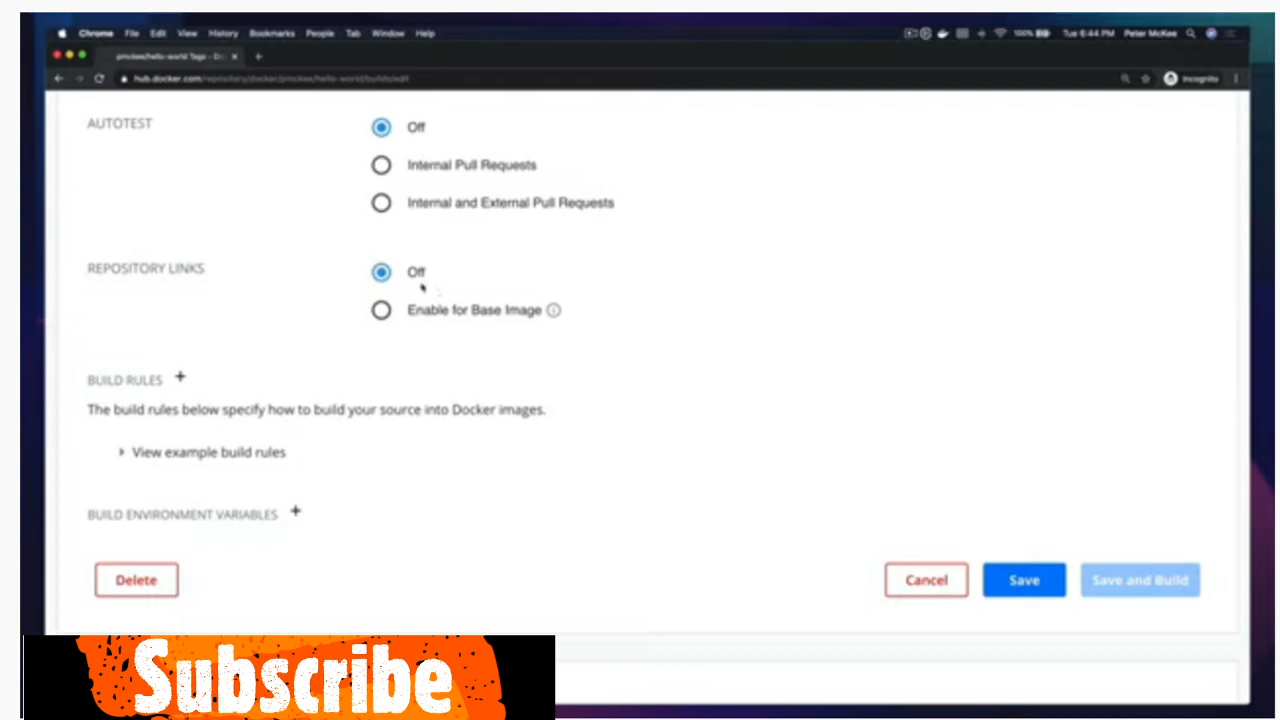 Chrome File Edit View History Bookmarks People Tab Window Help
100% Tue 6:44 PM Peter McKee
pmckee/hello-world Tags - Do
hub.docker.com/repository/docker/pmckee/hello-world/builds/edit
Incognito
AUTOTEST
Off
Internal Pull Requests
Internal and External Pull Requests
REPOSITORY LINKS
Off
Enable for Base Image
BUILD RULES +
The build rules below specify how to build your source into Docker images.
View example build rules
BUILD ENVIRONMENT VARIABLES +
Delete Cancel Save Save and Build
Subscribe